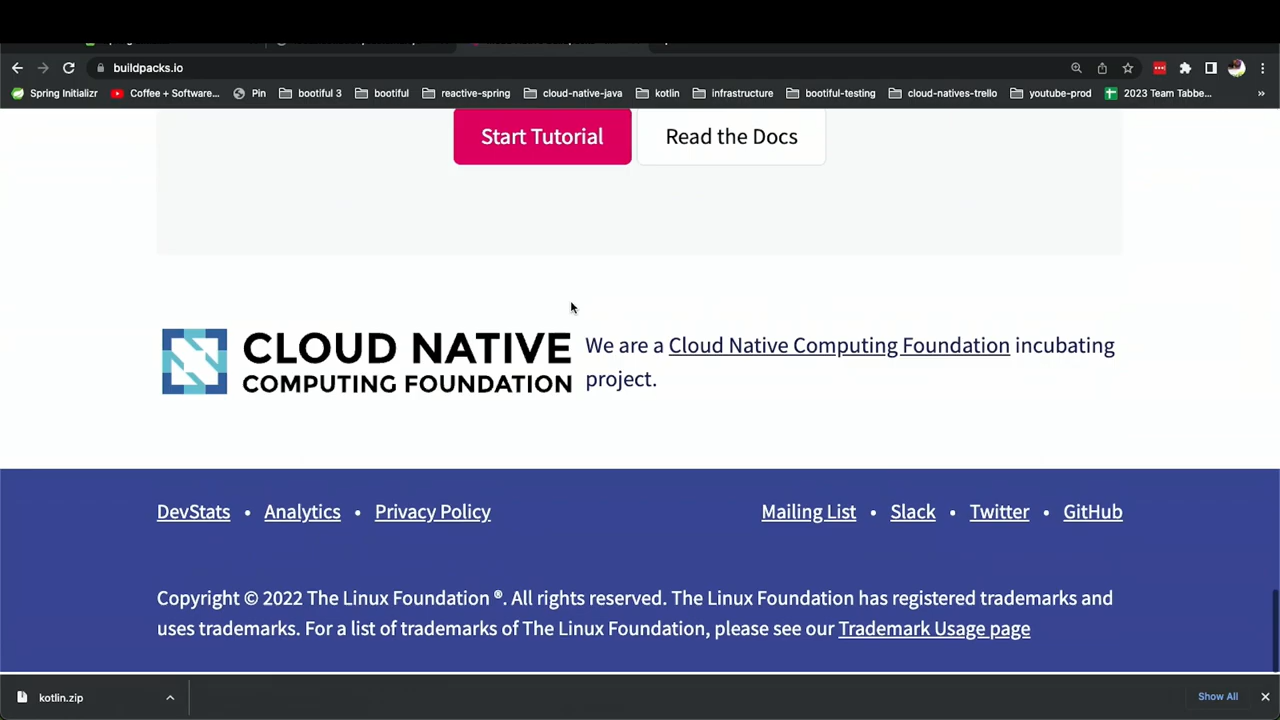 buildpacks.io
Spring Initializr
Coffee + Software...
Pin
bootiful 3
bootiful
reactive-spring
cloud-native-java
kotlin
infrastructure
bootiful-testing
cloud-natives-trello
youtube-prod
2023 Team Tabbe...
»
Start Tutorial
Read the Docs
CLOUD NATIVE
COMPUTING FOUNDATION
We are a Cloud Native Computing Foundation incubating
project.
DevStats • Analytics • Privacy Policy
Mailing List • Slack • Twitter • GitHub
Copyright © 2022 The Linux Foundation ®. All rights reserved. The Linux Foundation has registered trademarks and
uses trademarks. For a list of trademarks of The Linux Foundation, please see our Trademark Usage page
kotlin.zip
Show All